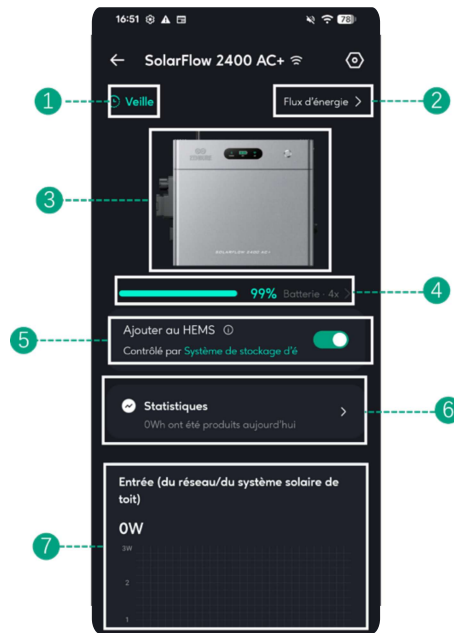 16:51 78
SolarFlow 2400 AC+
1 Veille Flux d'énergie > 2
3
99% Batterie · 4x > 4
5 Ajouter au HEMS
Contrôlé par Système de stockage d'é
Statistiques 6
0Wh ont été produits aujourd'hui
Entrée (du réseau/du système solaire de
toit)
0W
7
3W
2
1